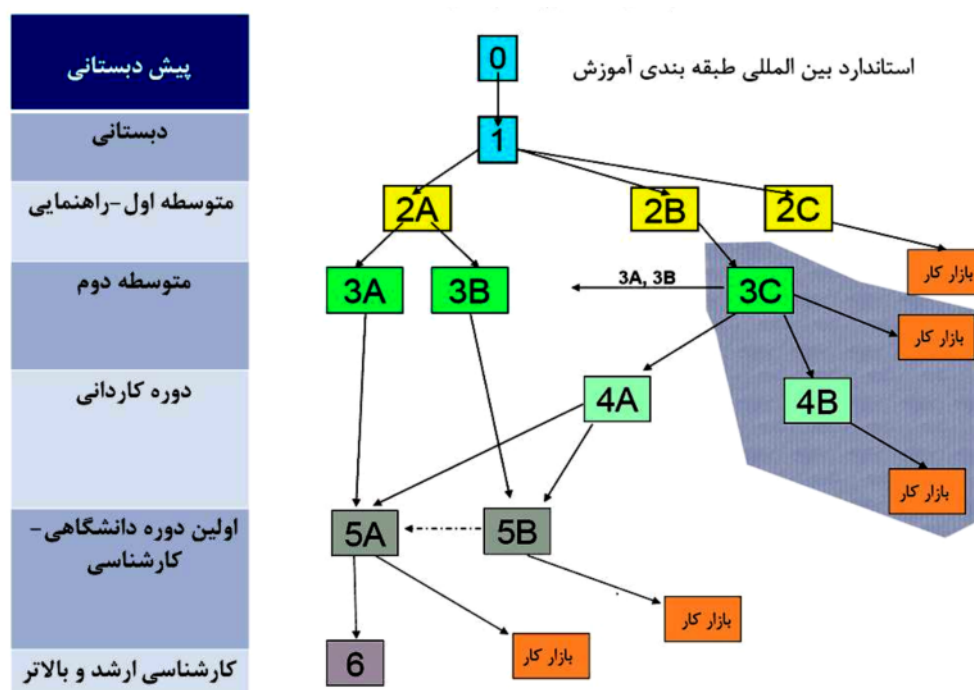 پیش دبستانی
0
استاندارد بین المللی طبقه بندی آموزش
دبستانی
1
متوسطه اول-راهنمایی
2A
2B
2C
بازار کار
متوسطه دوم
3A
3B
3A, 3B
3C
بازار کار
دوره کاردانی
4A
4B
بازار کار
اولین دوره دانشگاهی-
کارشناسی
5A
5B
بازار کار
کارشناسی ارشد و بالاتر
6
بازار کار